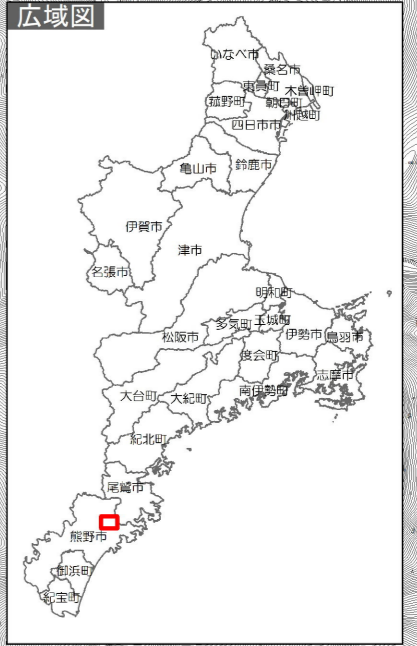 広域図
いなべ市
桑名市
東員町
木曽岬町
菰野町
朝日町
川越町
四日市市
亀山市
鈴鹿市
伊賀市
津市
名張市
明和町
多気町
玉城町
松阪市
伊勢市
鳥羽市
度会町
志摩市
大台町
大紀町
南伊勢町
紀北町
尾鷲市
熊野市
御浜町
紀宝町